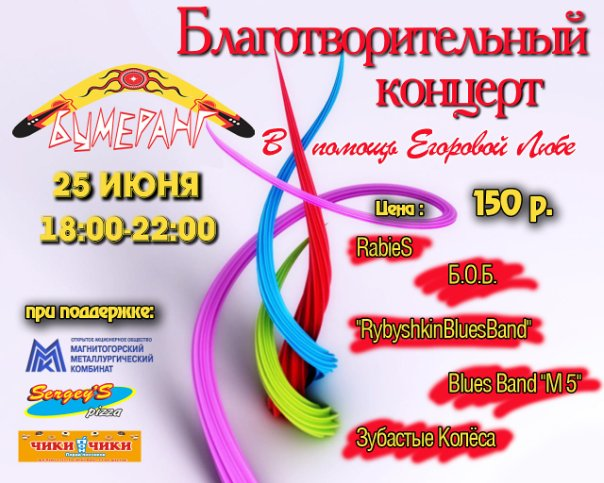 Благотворительный
концерт
БУМЕРАНГ
В помощь Егоровой Любе
25 ИЮНЯ
18:00-22:00
Цена :
150 р.
RabieS
Б.О.Б.
"RybyshkinBluesBand"
Blues Band "М 5"
Зубастые Колёса
при поддержке:
ОТКРЫТОЕ АКЦИОНЕРНОЕ ОБЩЕСТВО
МАГНИТОГОРСКИЙ
МЕТАЛЛУРГИЧЕСКИЙ
КОМБИНАТ
Sergey'S
pizza
ЧИКИ ЧИКИ